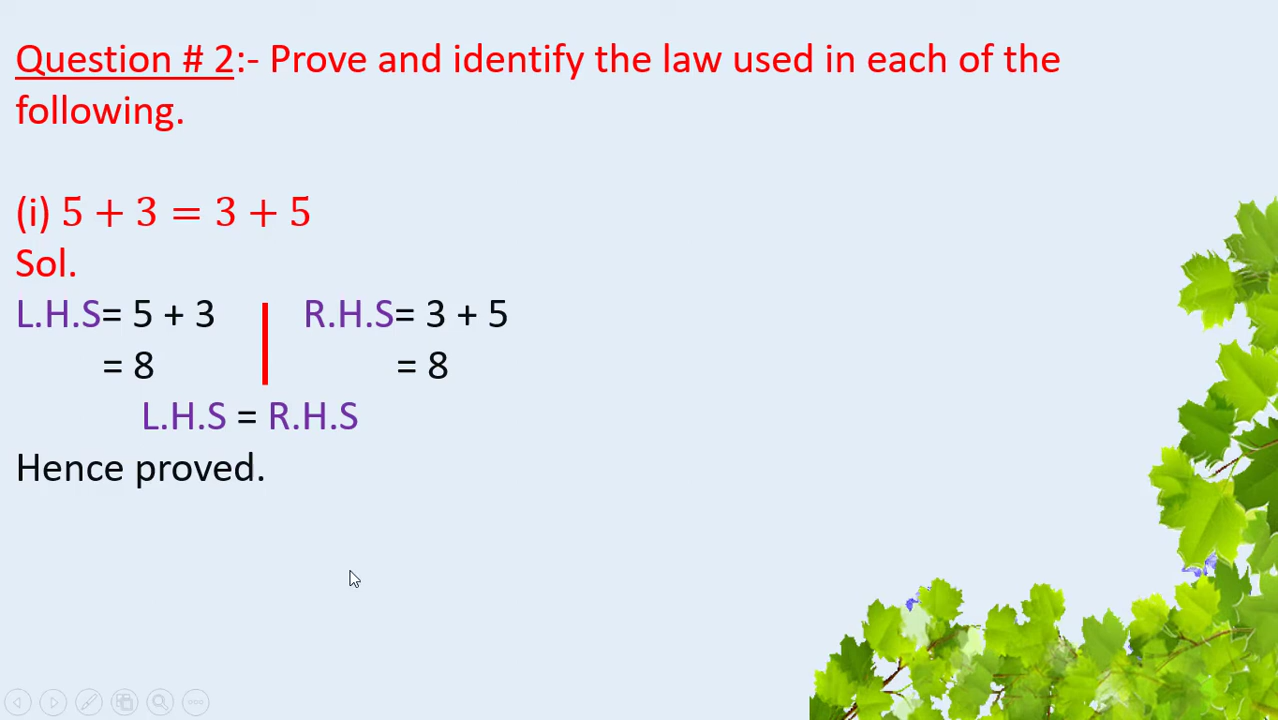 Question # 2:- Prove and identify the law used in each of the
following.
(i) 5 + 3 = 3 + 5
Sol.
L.H.S= 5 + 3 R.H.S= 3 + 5
= 8 = 8
L.H.S = R.H.S
Hence proved.